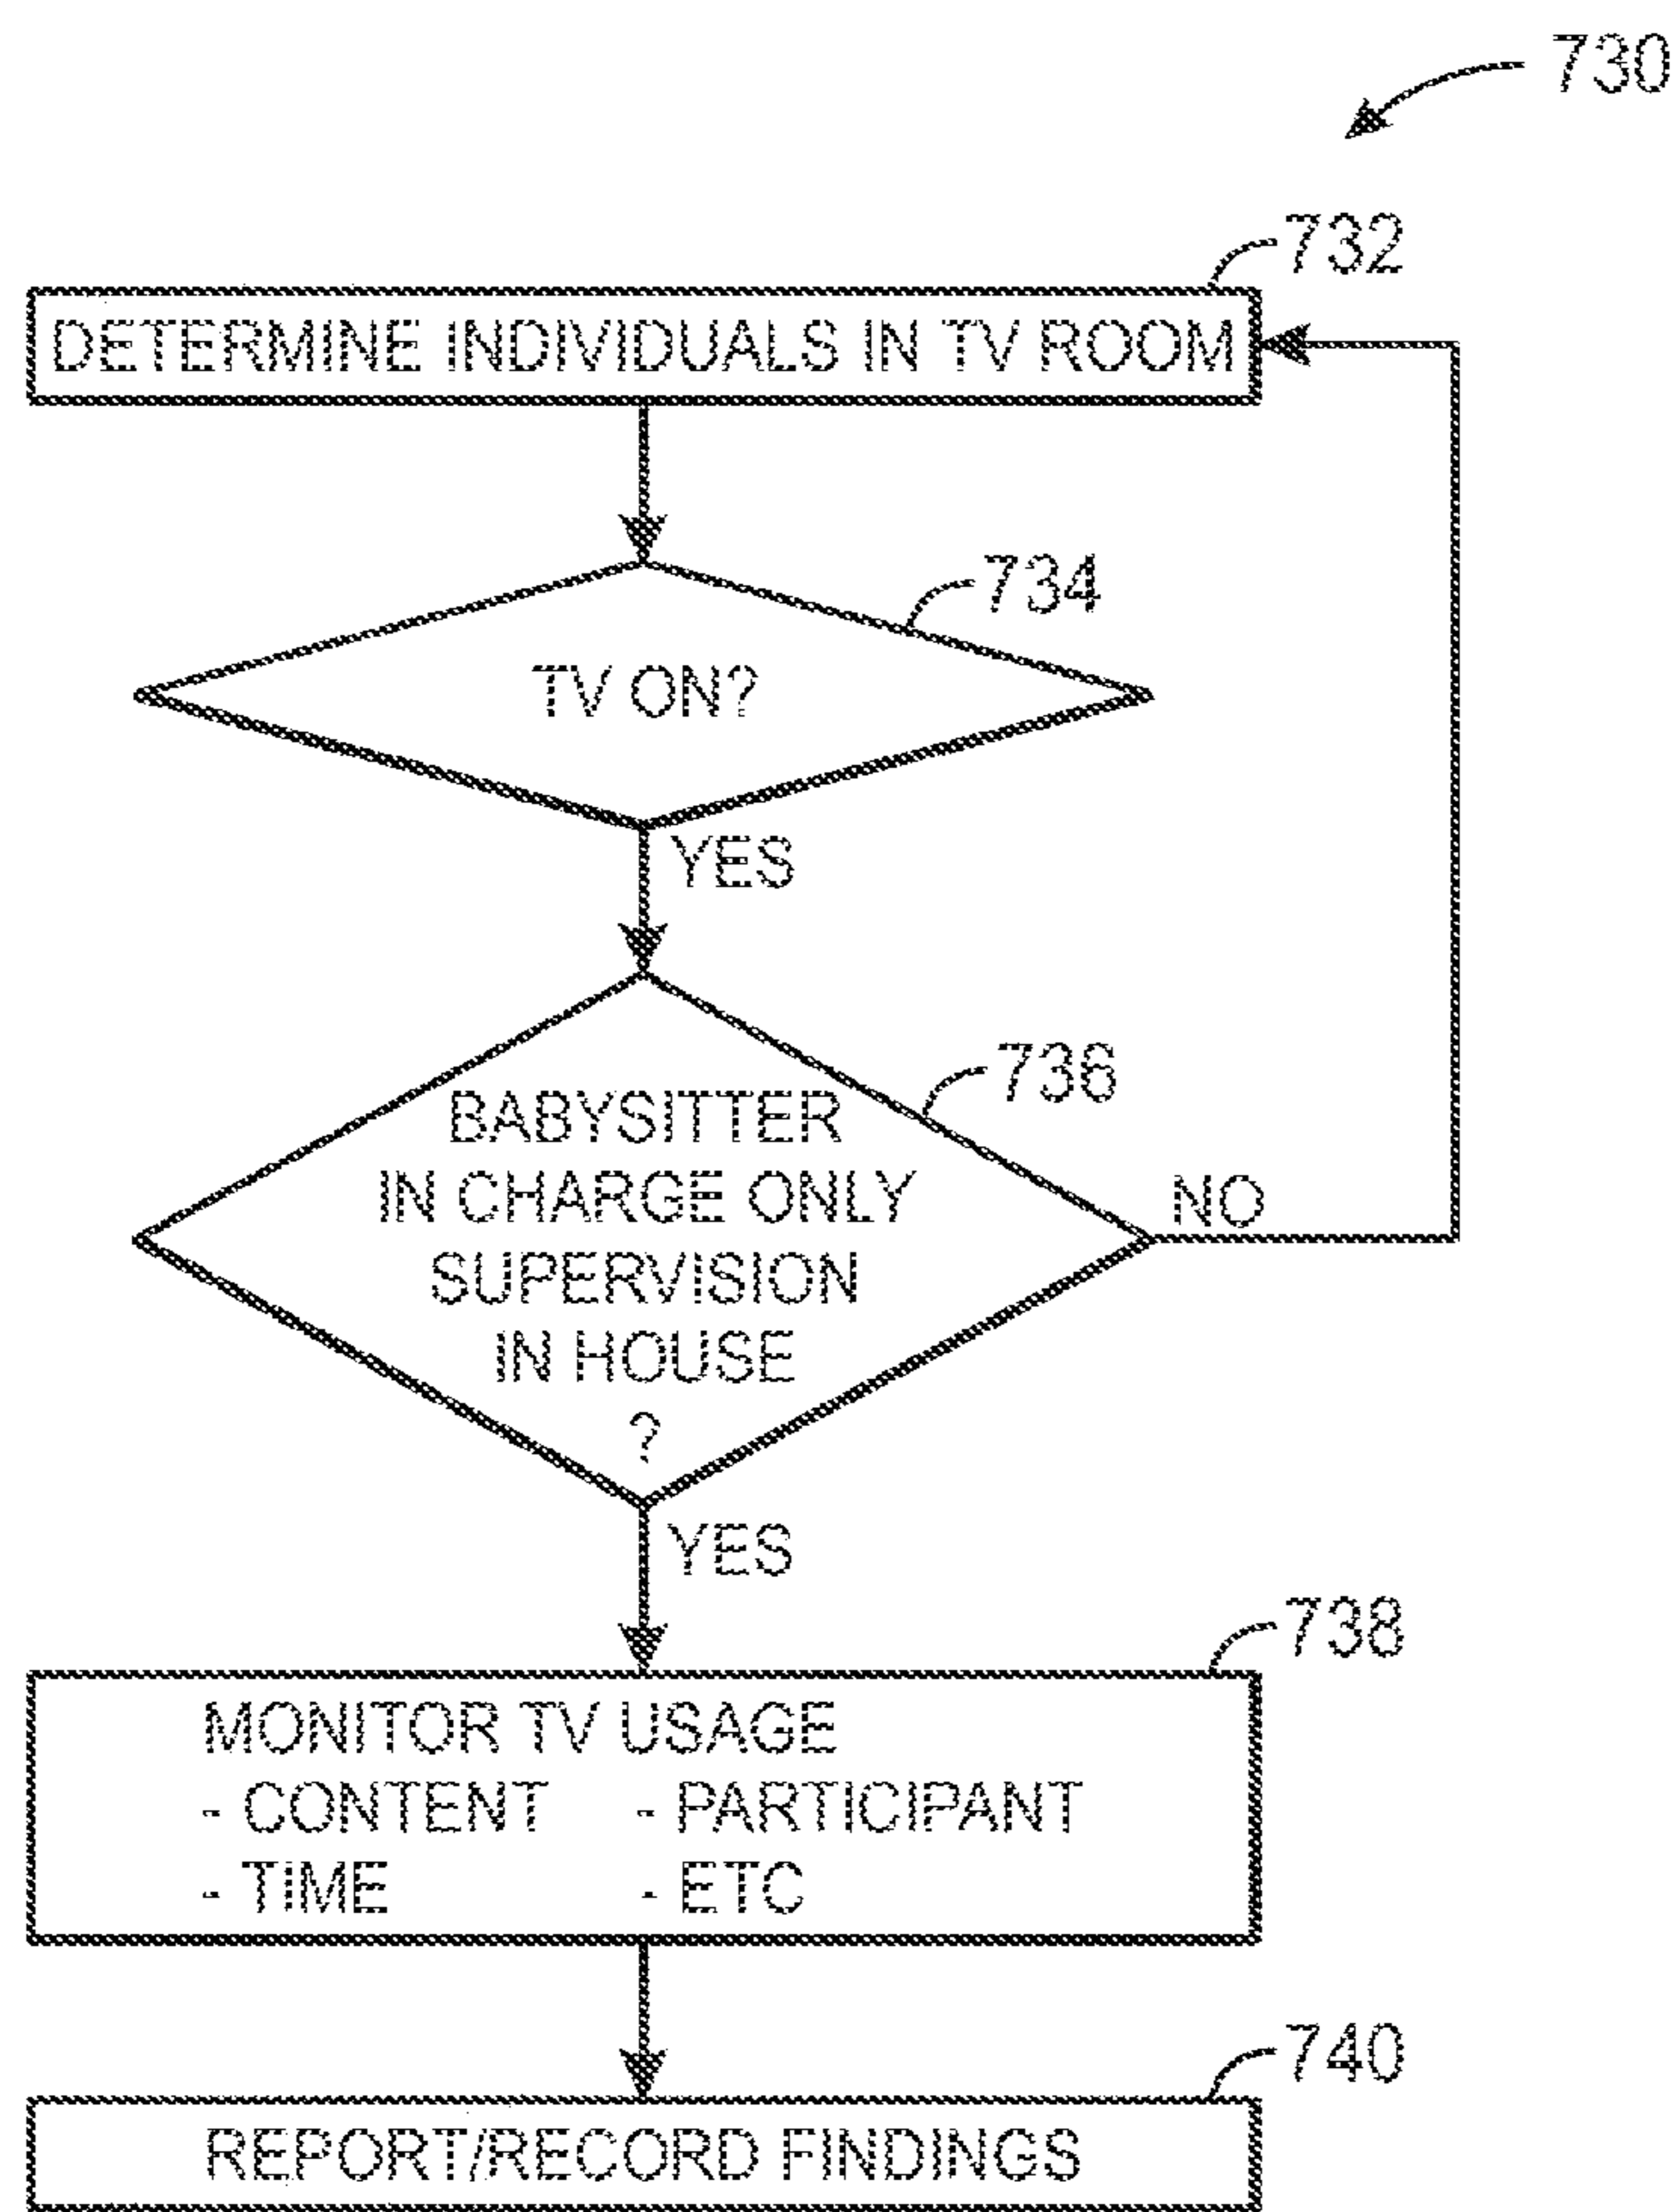 730
732
DETERMINE INDIVIDUALS IN TV ROOM
734
TV ON?
YES
736
BABYSITTER
IN CHARGE ONLY
SUPERVISION
IN HOUSE
?
NO
YES
738
MONITOR TV USAGE
- CONTENT - PARTICIPANT
- TIME - ETC
740
REPORT/RECORD FINDINGS